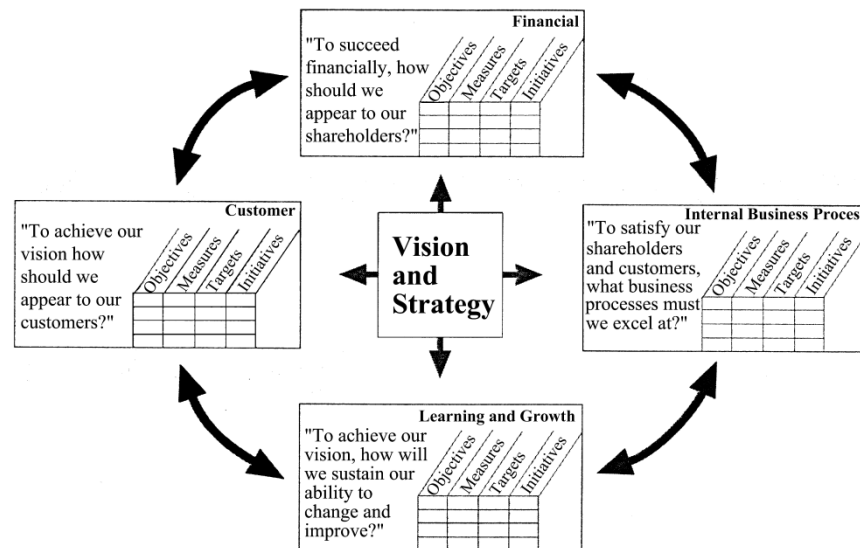 Financial
"To succeed
financially, how
should we
appear to our
shareholders?"
Objectives
Measures
Targets
Initiatives
Customer
"To achieve our
vision how
should we
appear to our
customers?"
Objectives
Measures
Targets
Initiatives
Vision
and
Strategy
Internal Business Process
"To satisfy our
shareholders
and customers,
what business
processes must
we excel at?"
Objectives
Measures
Targets
Initiatives
Learning and Growth
"To achieve our
vision, how will
we sustain our
ability to
change and
improve?"
Objectives
Measures
Targets
Initiatives